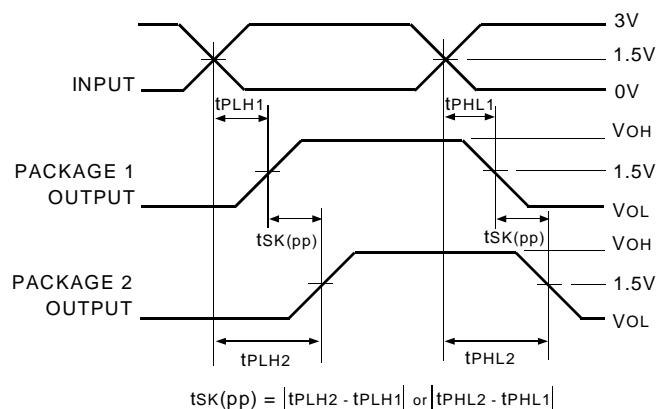 3V
1.5V
INPUT
0V
tPLH1
tPHL1
VOH
PACKAGE 1
OUTPUT
1.5V
VOL
tSK(pp)
tSK(pp)
VOH
PACKAGE 2
OUTPUT
1.5V
VOL
tPLH2
tPHL2
tSK(pp) = |tPLH2 - tPLH1| or |tPHL2 - tPHL1|